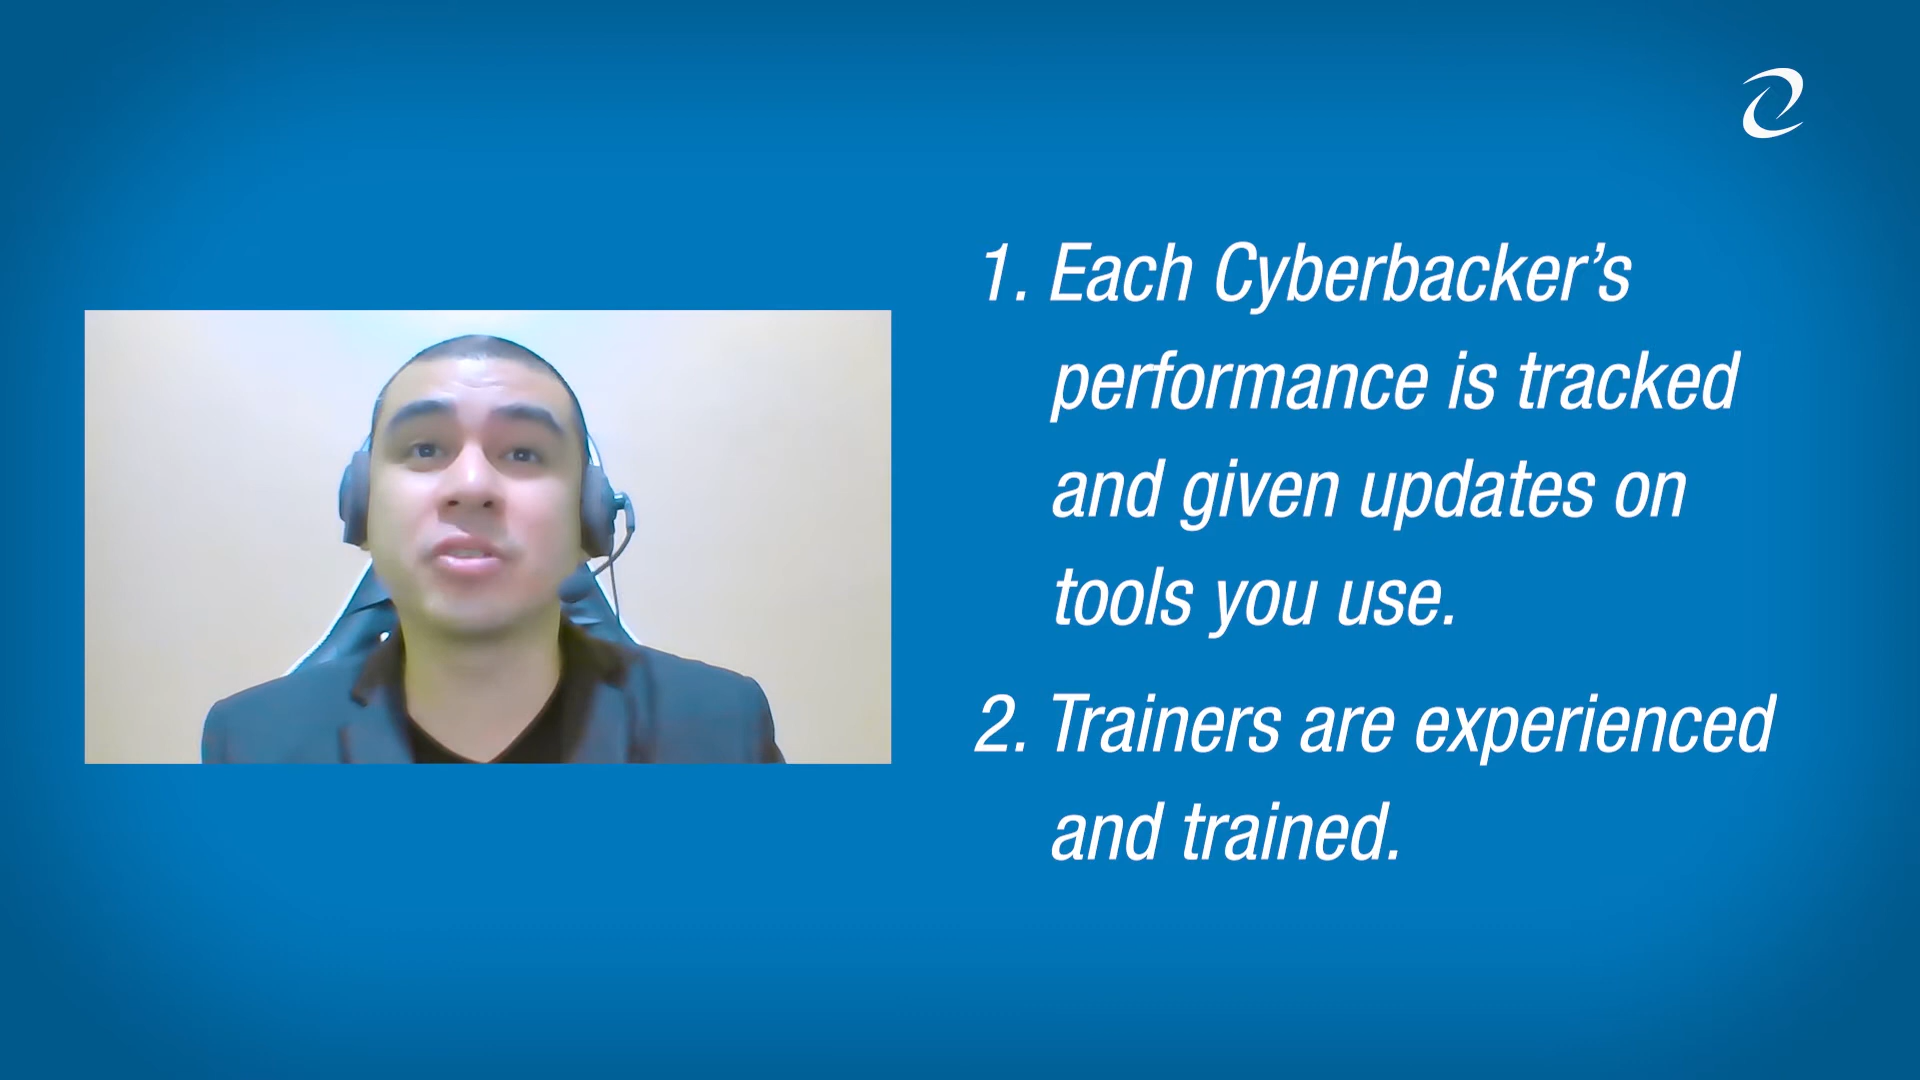 1. Each Cyberbacker’s
performance is tracked
and given updates on
tools you use.
2. Trainers are experienced
and trained.